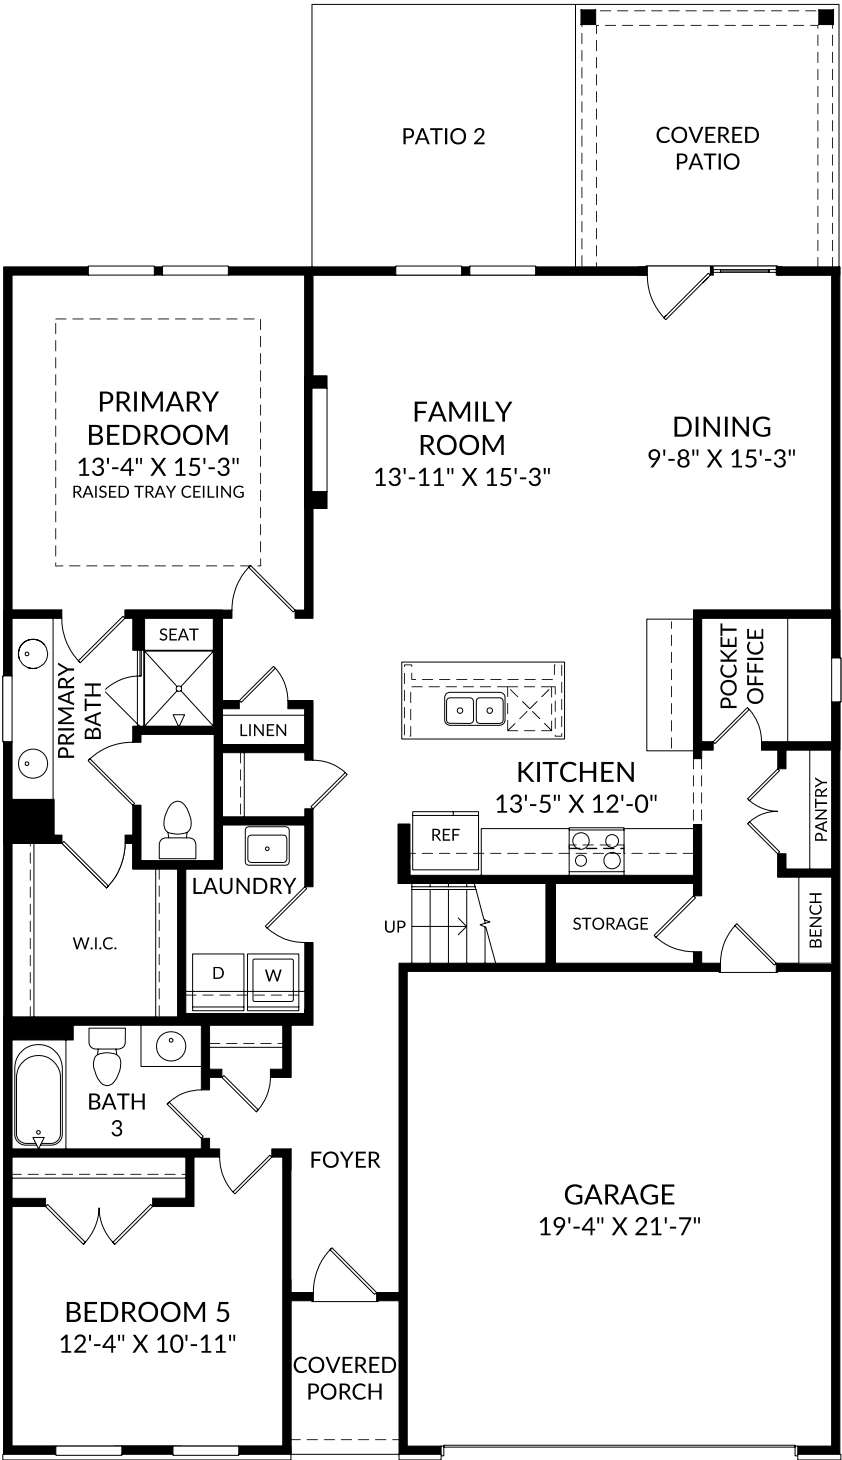 PATIO 2
COVERED
PATIO
PRIMARY
BEDROOM
13'-4" X 15'-3"
RAISED TRAY CEILING
FAMILY
ROOM
13'-11" X 15'-3"
DINING
9'-8" X 15'-3"
SEAT
PRIMARY
BATH
LINEN
POCKET
OFFICE
KITCHEN
13'-5" X 12'-0"
REF
PANTRY
LAUNDRY
W.I.C.
D
W
UP
STORAGE
BENCH
BATH
3
FOYER
GARAGE
19'-4" X 21'-7"
BEDROOM 5
12'-4" X 10'-11"
COVERED
PORCH